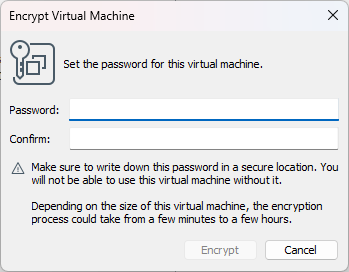 Encrypt Virtual Machine
Set the password for this virtual machine.
Password:
Confirm:
Make sure to write down this password in a secure location. You
will not be able to use this virtual machine without it.
Depending on the size of this virtual machine, the encryption
process could take from a few minutes to a few hours.
Encrypt Cancel